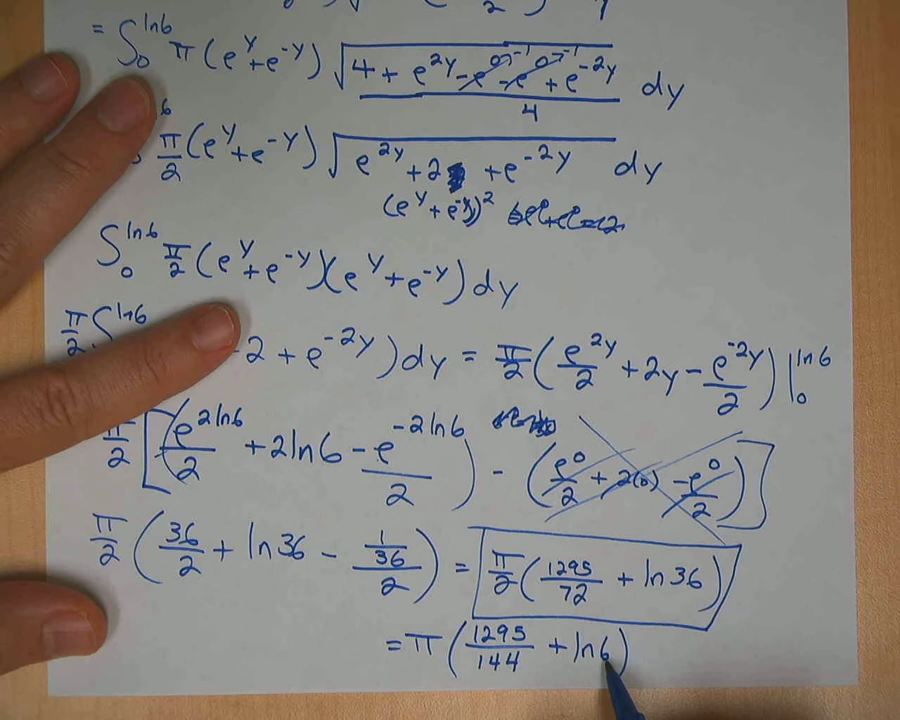 2 ) y
= ∫₀^ln6 π (e^y + e^-y) √((4 + e^2y - e^0 - e^0 + e^-2y)/4) dy
π/2 (e^y + e^-y) √(e^2y + 2 + e^-2y) dy
(e^y + e^-y)²
∫₀^ln6 π/2 (e^y + e^-y)(e^y + e^-y) dy
π/2 ∫ ln6 2 + e^-2y) dy = π/2 (e^2y/2 + 2y - e^-2y/2) |₀^ln6
π/2 [(e^2ln6/2 + 2ln6 - e^-2ln6/2) - (e^0/2 + 2(0) - e^0/2)]
π/2 (36/2 + ln36 - (1/36)/2) = π/2 (1295/72 + ln36)
= π (1295/144 + ln6)